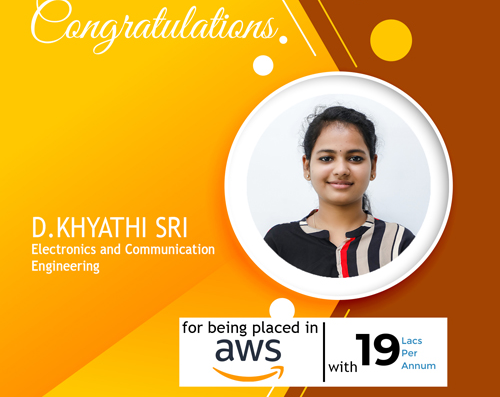 Congratulations.
D.KHYATHI SRI
Electronics and Communication
Engineering
for being placed in
aws
with 19 Lacs
Per
Annum